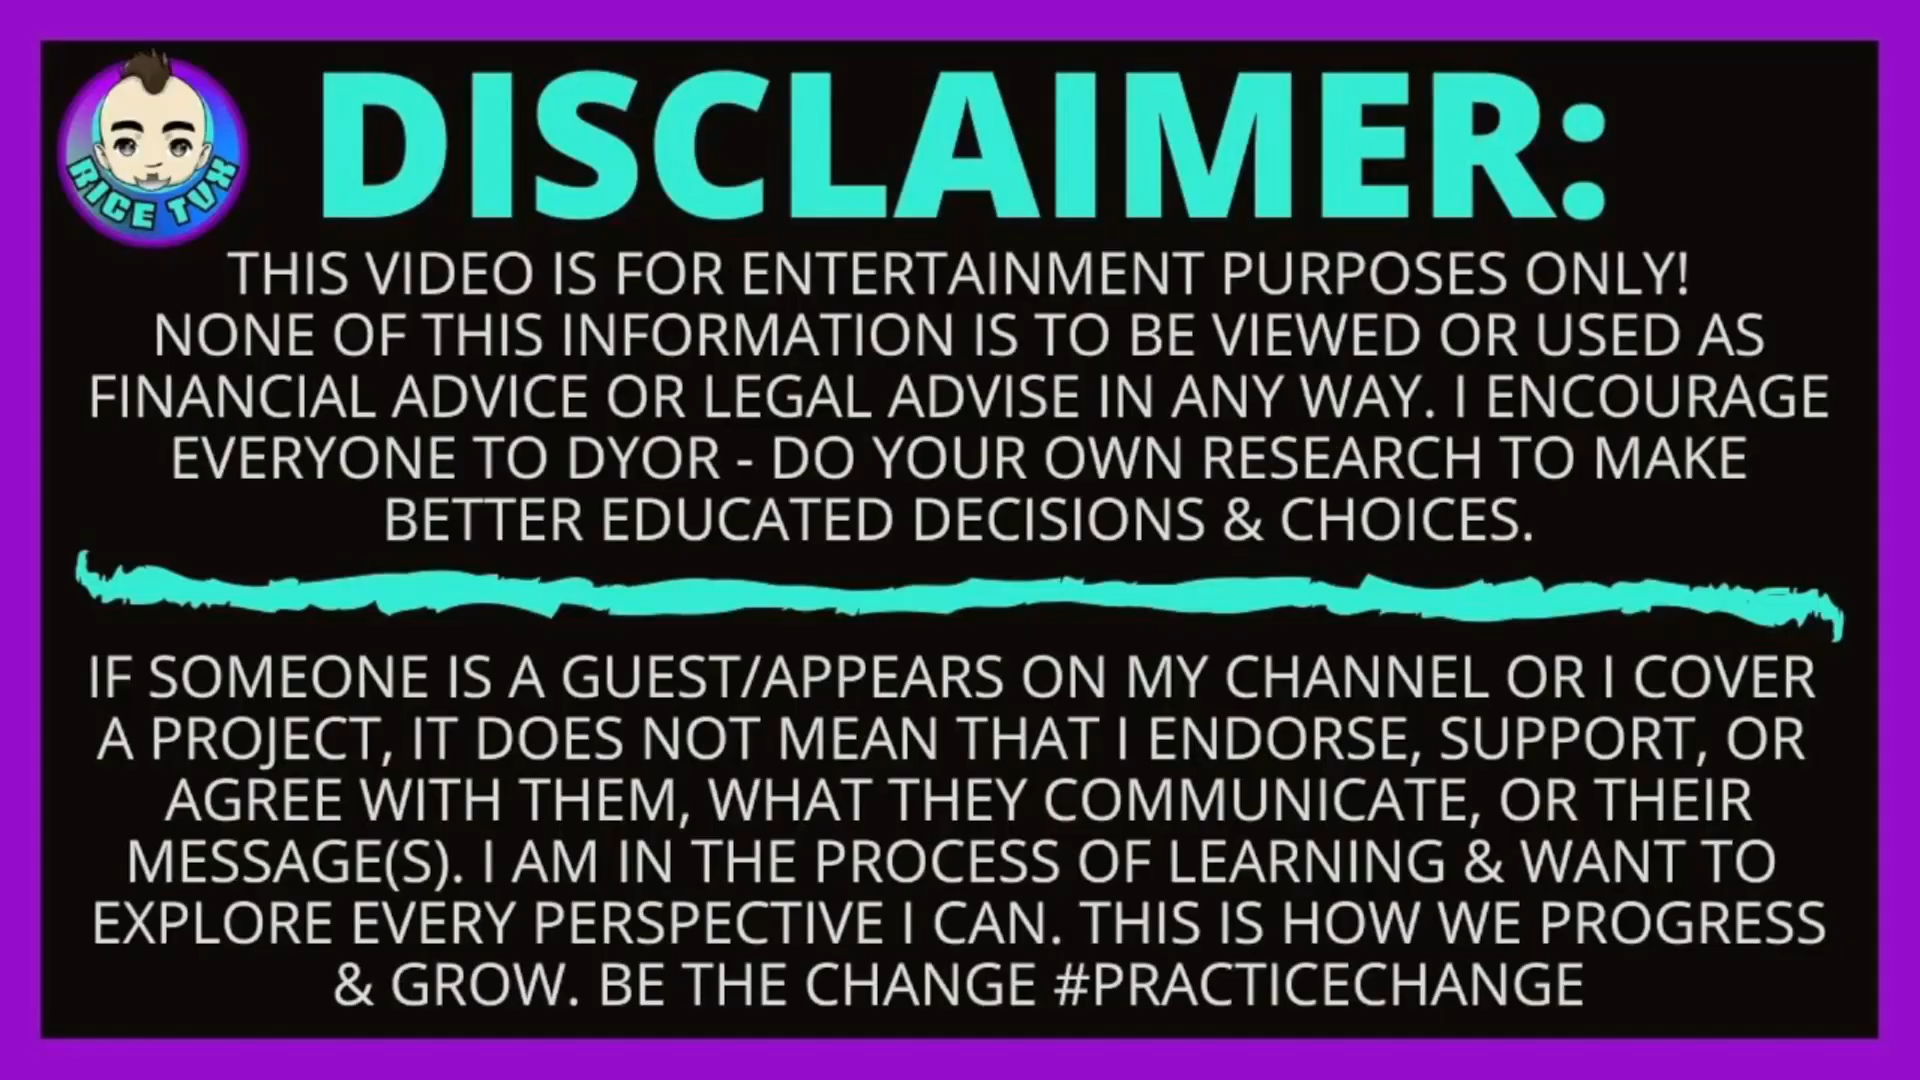 RICE TVX
DISCLAIMER:
THIS VIDEO IS FOR ENTERTAINMENT PURPOSES ONLY!
NONE OF THIS INFORMATION IS TO BE VIEWED OR USED AS
FINANCIAL ADVICE OR LEGAL ADVISE IN ANY WAY. I ENCOURAGE
EVERYONE TO DYOR - DO YOUR OWN RESEARCH TO MAKE
BETTER EDUCATED DECISIONS & CHOICES.
IF SOMEONE IS A GUEST/APPEARS ON MY CHANNEL OR I COVER
A PROJECT, IT DOES NOT MEAN THAT I ENDORSE, SUPPORT, OR
AGREE WITH THEM, WHAT THEY COMMUNICATE, OR THEIR
MESSAGE(S). I AM IN THE PROCESS OF LEARNING & WANT TO
EXPLORE EVERY PERSPECTIVE I CAN. THIS IS HOW WE PROGRESS
& GROW. BE THE CHANGE #PRACTICECHANGE